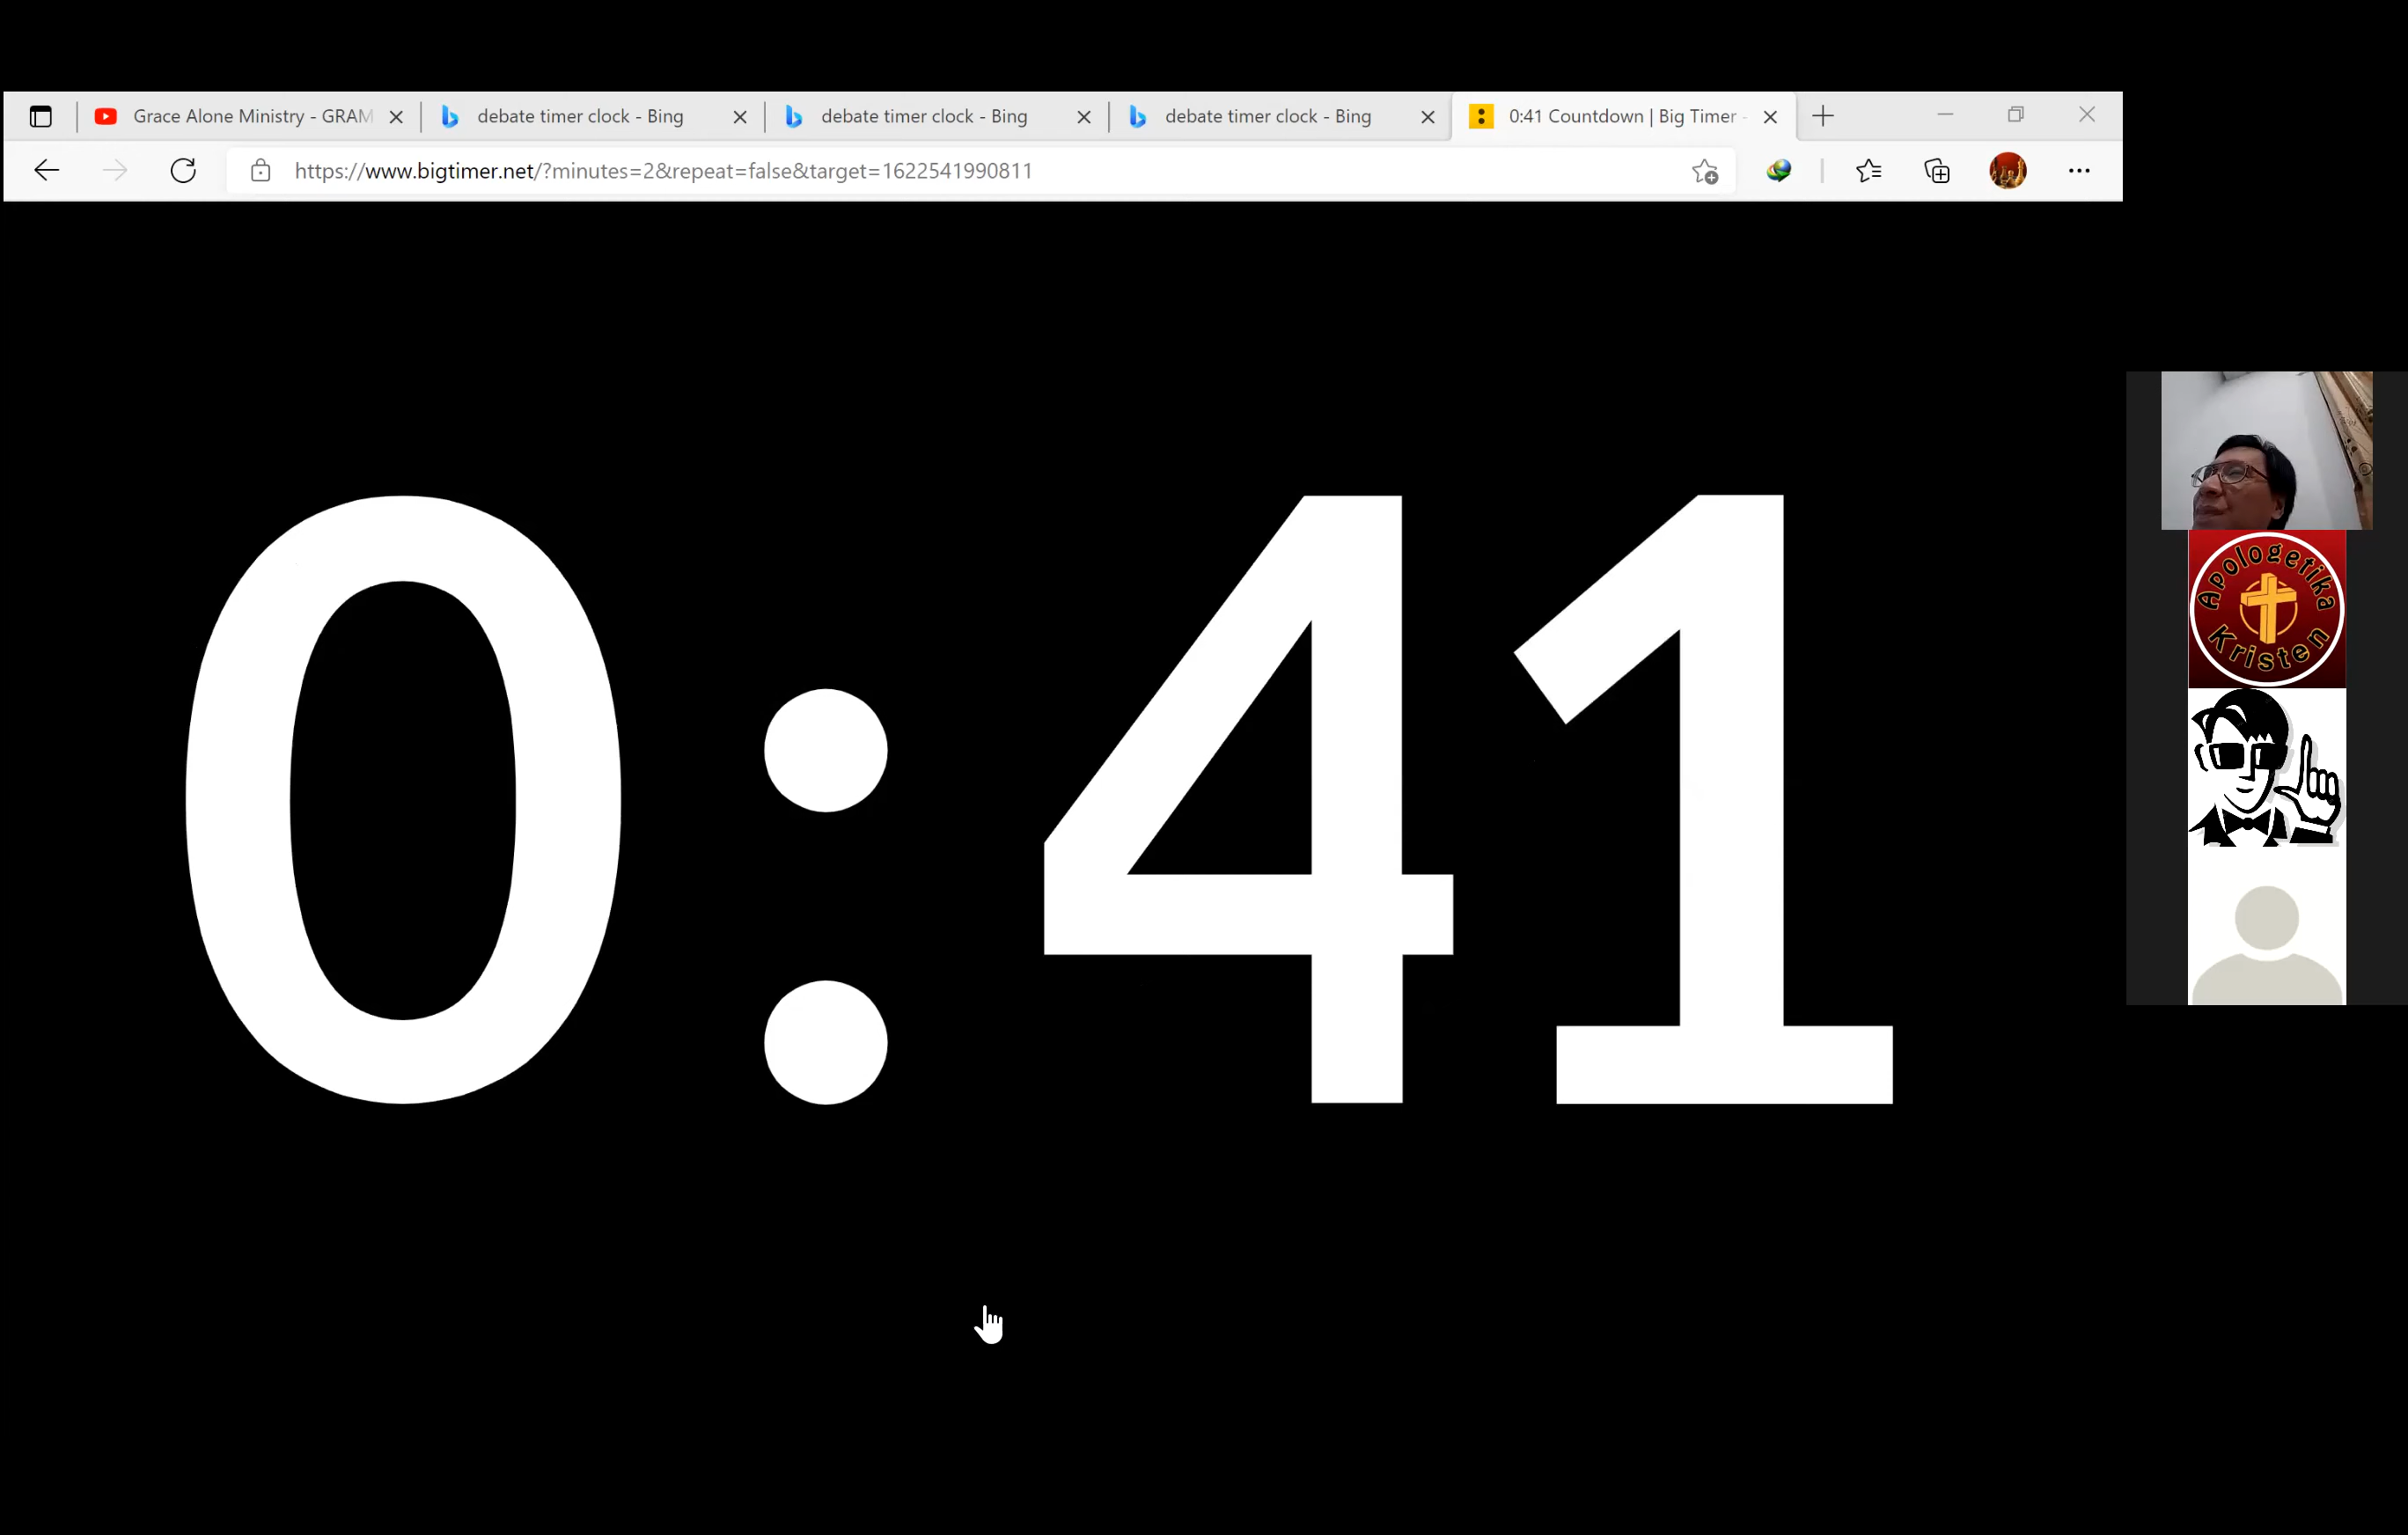 Grace Alone Ministry - GRAM
debate timer clock - Bing
debate timer clock - Bing
debate timer clock - Bing
0:41 Countdown | Big Timer -
https://www.bigtimer.net/?minutes=2&repeat=false&target=1622541990811
0:41
Apologetika
Kristen